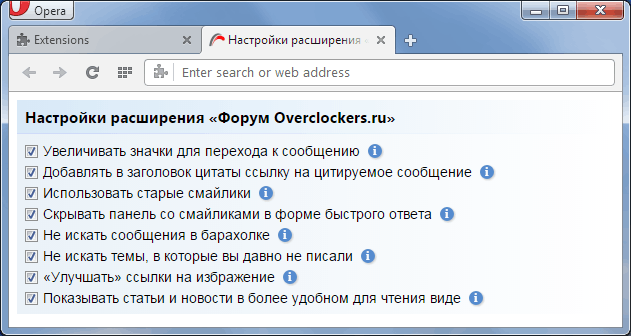 Opera
Extensions
Настройки расширения «
Enter search or web address
Настройки расширения «Форум Overclockers.ru»
Увеличивать значки для перехода к сообщению
Добавлять в заголовок цитаты ссылку на цитируемое сообщение
Использовать старые смайлики
Скрывать панель со смайликами в форме быстрого ответа
Не искать сообщения в барахолке
Не искать темы, в которые вы давно не писали
«Улучшать» ссылки на избражение
Показывать статьи и новости в более удобном для чтения виде